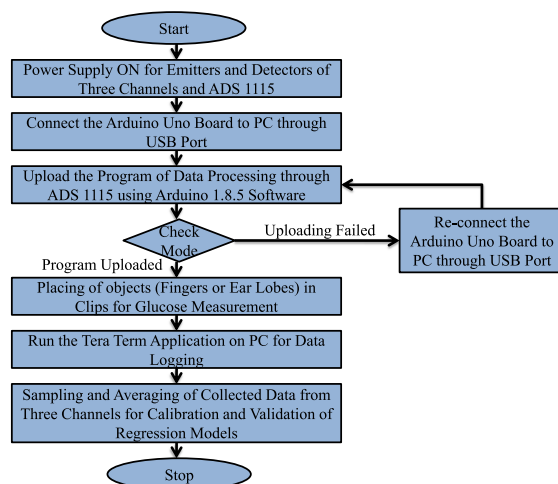 Start
Power Supply ON for Emitters and Detectors of
Three Channels and ADS 1115
Connect the Arduino Uno Board to PC through
USB Port
Upload the Program of Data Processing through
ADS 1115 using Arduino 1.8.5 Software
Check
Mode
Uploading Failed
Re-connect the
Arduino Uno Board to
PC through USB Port
Program Uploaded
Placing of objects (Fingers or Ear Lobes) in
Clips for Glucose Measurement
Run the Tera Term Application on PC for Data
Logging
Sampling and Averaging of Collected Data from
Three Channels for Calibration and Validation of
Regression Models
Stop